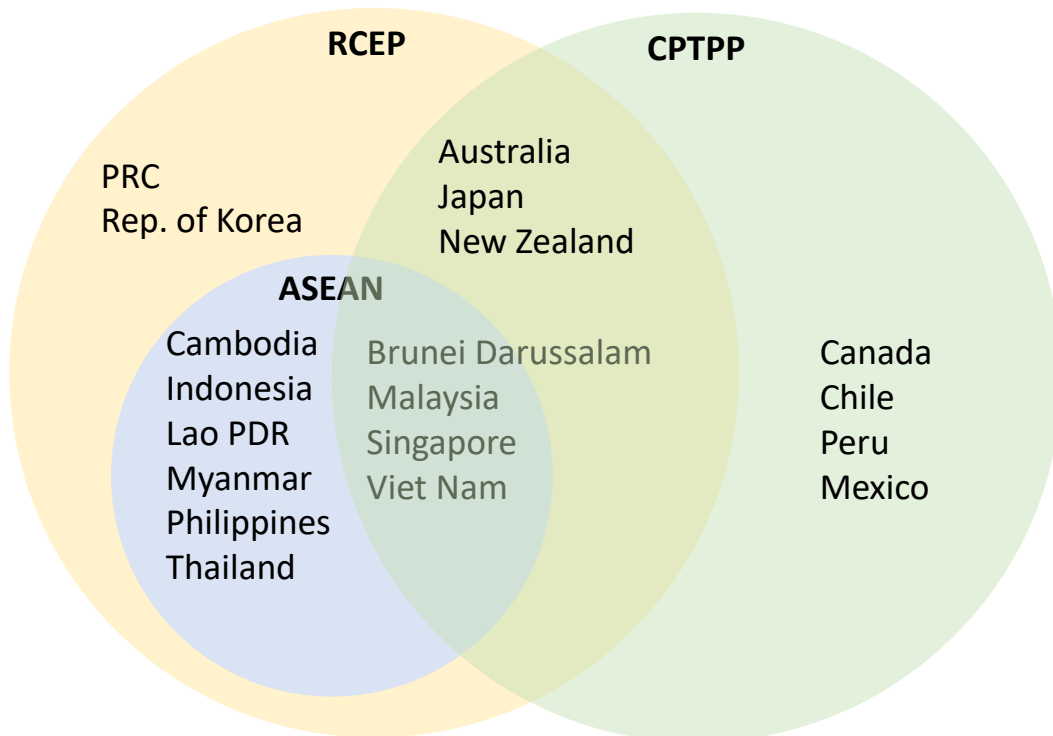 RCEP
CPTPP
PRC
Rep. of Korea
Australia
Japan
New Zealand
ASEAN
Cambodia
Indonesia
Lao PDR
Myanmar
Philippines
Thailand
Brunei Darussalam
Malaysia
Singapore
Viet Nam
Canada
Chile
Peru
Mexico